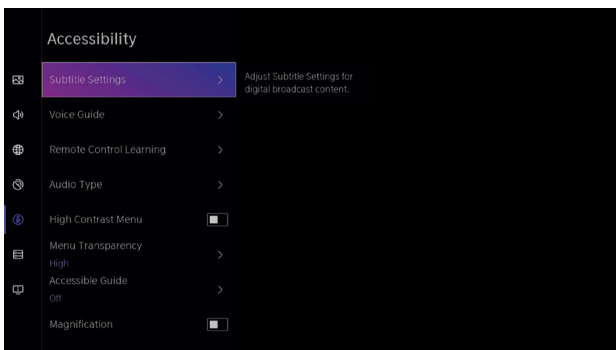 Accessibility
Subtitle Settings
Adjust Subtitle Settings for
digital broadcast content.
Voice Guide
Remote Control Learning
Audio Type
High Contrast Menu
Menu Transparency
High
Accessible Guide
Off
Magnification